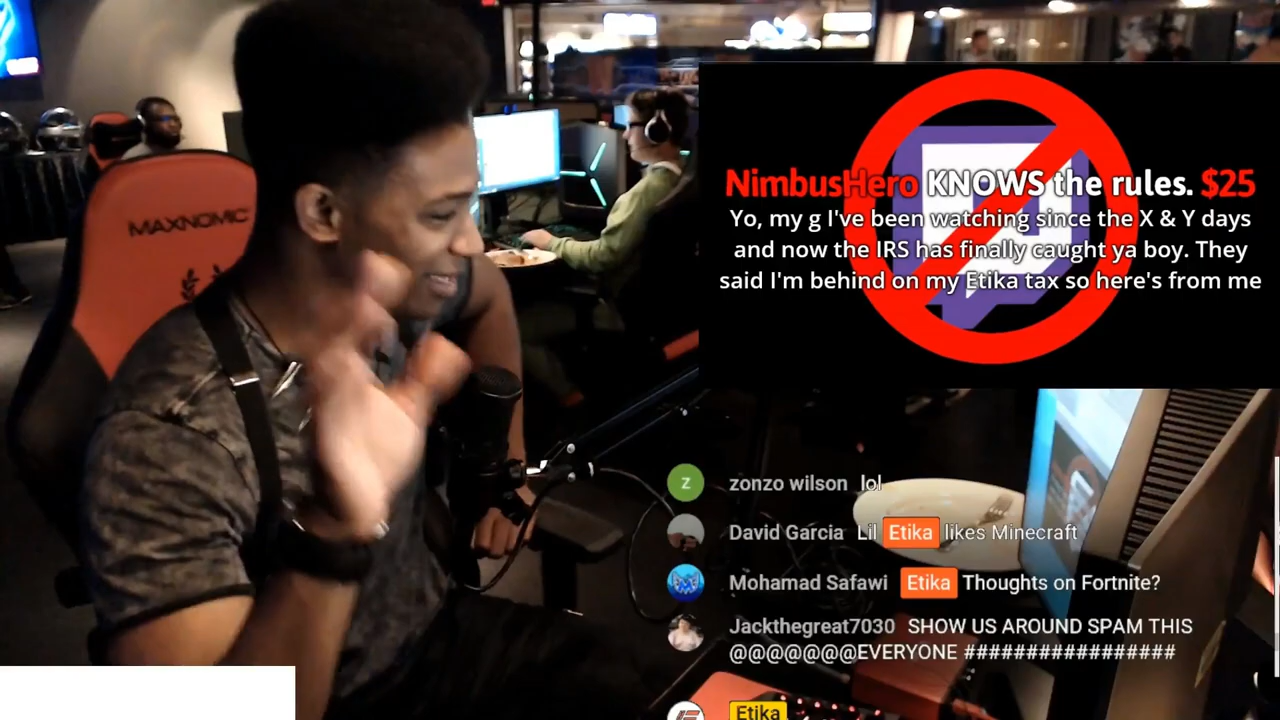 MAXNOMIC
NimbusHero KNOWS the rules. $25
Yo, my g I've been watching since the X & Y days
and now the IRS has finally caught ya boy. They
said I'm behind on my Etika tax so here's from me
Z zonzo wilson lol
David Garcia Lil Etika likes Minecraft
Mohamad Safawi Etika Thoughts on Fortnite?
Jackthegreat7030 SHOW US AROUND SPAM THIS
@@@@@@@EVERYONE #################
Etika